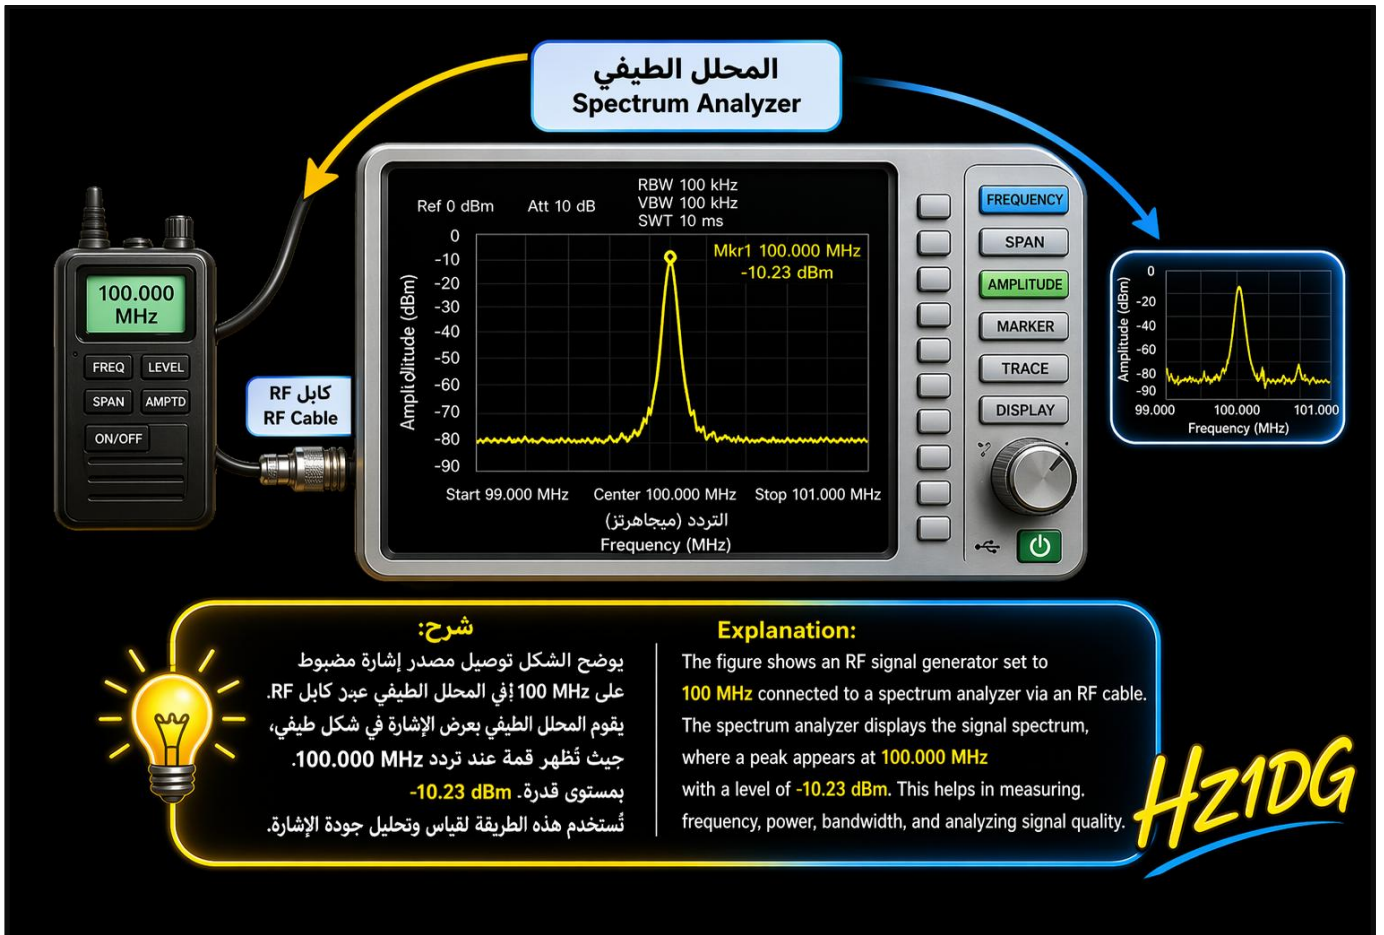 المحلل الطيفي
Spectrum Analyzer
100.000
MHz
FREQ LEVEL
SPAN AMPTD
ON/OFF
كابل RF
RF Cable
RBW 100 kHz
VBW 100 kHz
SWT 10 ms
Ref 0 dBm Att 10 dB
Mkr1 100.000 MHz
-10.23 dBm
0
-10
-20
-30
-40
-50
-60
-70
-80
-90
Start 99.000 MHz Center 100.000 MHz Stop 101.000 MHz
التردد (ميجاهرتز)
Frequency (MHz)
FREQUENCY
SPAN
AMPLITUDE
MARKER
TRACE
DISPLAY
Amplitude (dBm)
0
-20
-40
-60
-80
-90
99.000 100.000 101.000
Frequency (MHz)
شرح:
يوضح الشكل توصيل مصدر إشارة مضبوط
على 100 MHz المحلل الطيفي عبر كابل RF.
يقوم المحلل الطيفي بعرض الإشارة في شكل طيفي،
حيث تُظهر قمة عند تردد 100.000 MHz.
بمستوى قدرة -10.23 dBm
تُستخدم هذه الطريقة لقياس وتحليل جودة الإشارة.
Explanation:
The figure shows an RF signal generator set to
100 MHz connected to a spectrum analyzer via an RF cable.
The spectrum analyzer displays the signal spectrum,
where a peak appears at 100.000 MHz
with a level of -10.23 dBm. This helps in measuring.
frequency, power, bandwidth, and analyzing signal quality.
HZ1DG